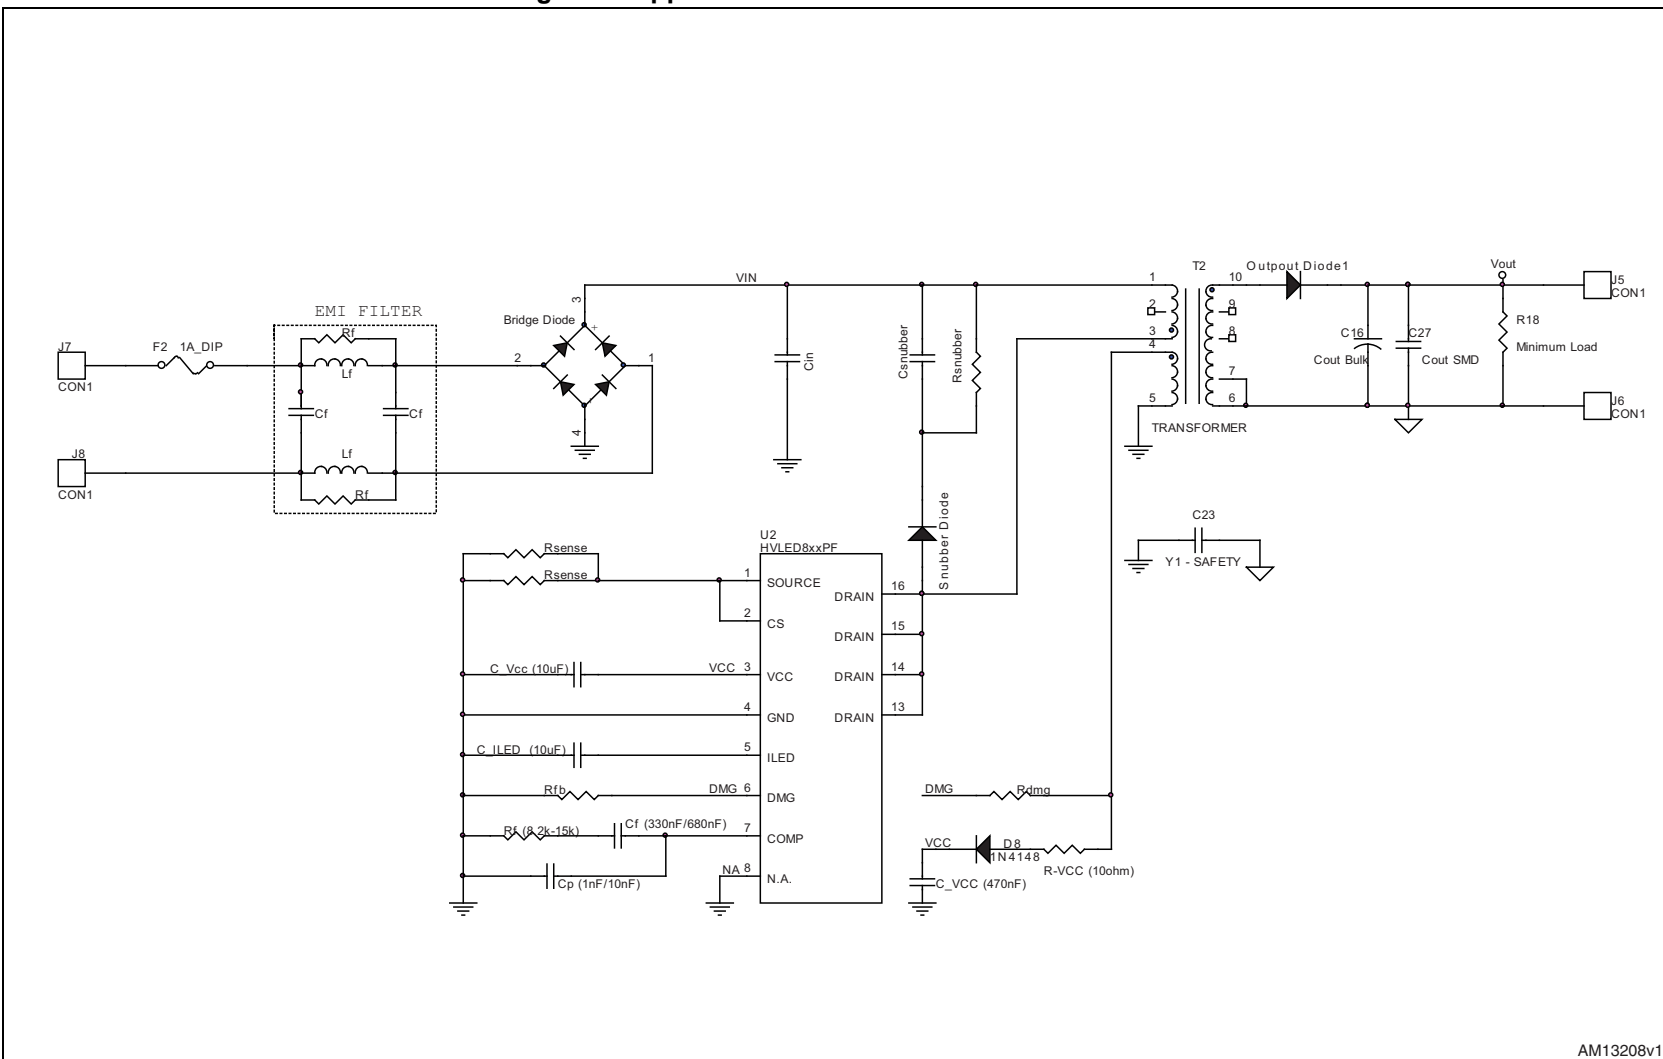 VIN
1
T2
10
Outpout Diode1
Vout
J5
CON1
2
9
3
8
4
7
5
6
TRANSFORMER
C16
Cout Bulk
C27
Cout SMD
R18
Minimum Load
J6
CON1
EMI FILTER
Rf
Lf
Cf
Cf
Lf
Rf
J7
CON1
F2 1A_DIP
J8
CON1
Bridge Diode
3
+
2
1
4
Cin
Csnubber
Rsnubber
Snubber Diode
C23
Y1 - SAFETY
U2
HVLED8xxPF
Rsense
Rsense
1
SOURCE
2
CS
C_Vcc (10uF)
VCC 3
VCC
4
GND
C_ILED (10uF)
5
ILED
Rfb
DMG 6
DMG
Rf (8.2k-15k)
Cf (330nF/680nF)
7
COMP
Cp (1nF/10nF)
NA 8
N.A.
16
DRAIN
15
DRAIN
14
DRAIN
13
DRAIN
DMG
Rdmg
VCC
D8
1N4148
R-VCC (10ohm)
C_VCC (470nF)
AM13208v1